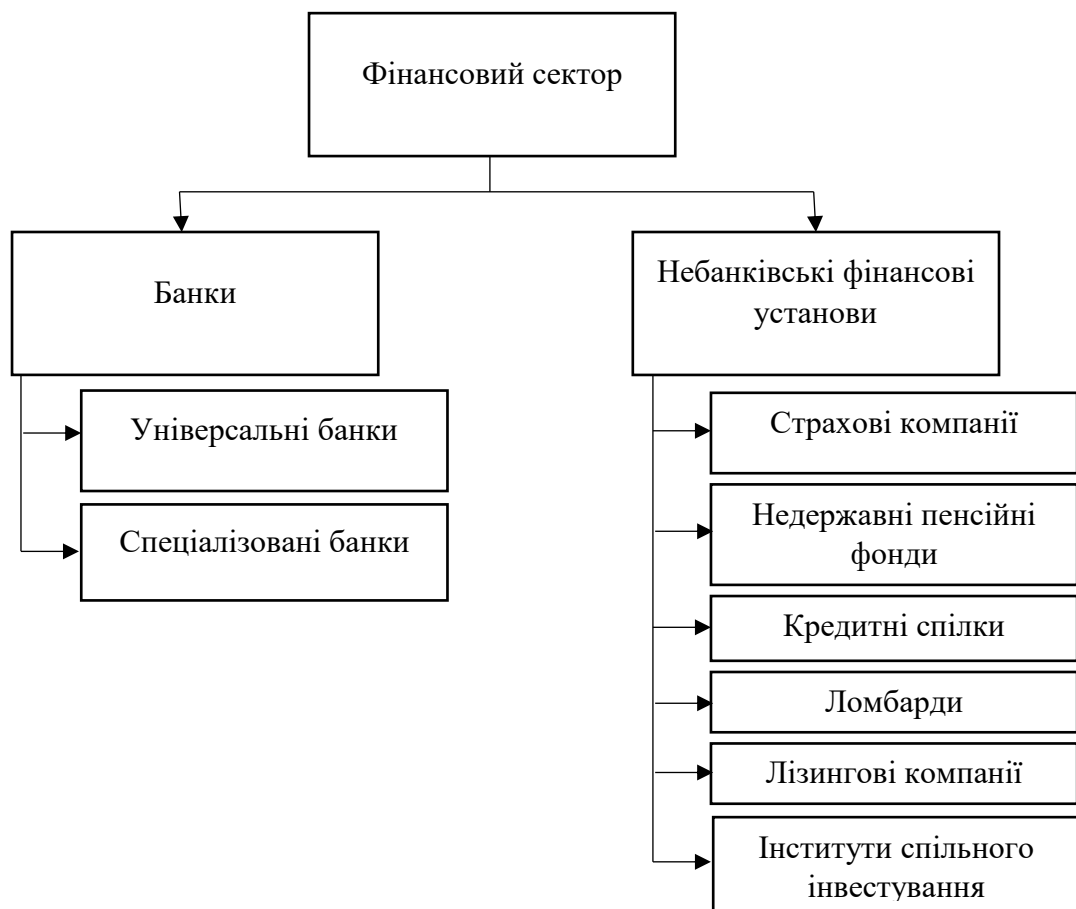 Фінансовий сектор
Банки
Універсальні банки
Спеціалізовані банки
Небанківські фінансові
установи
Страхові компанії
Недержавні пенсійні
фонди
Кредитні спілки
Ломбарди
Лізингові компанії
Інститути спільного
інвестування